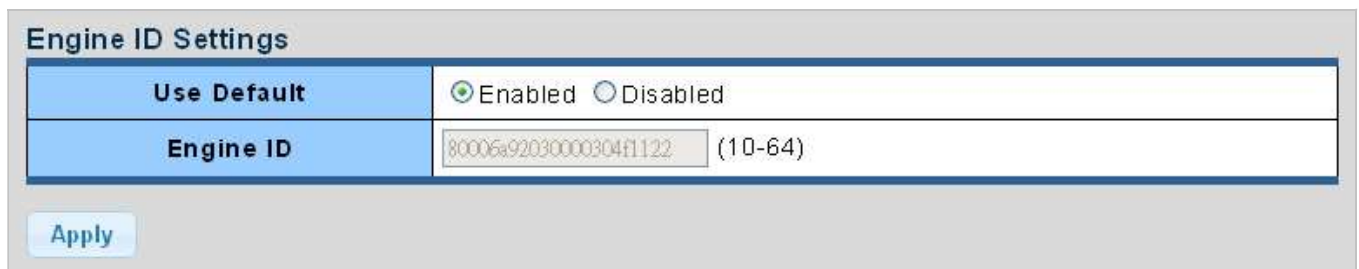 Engine ID Settings
Use Default Enabled Disabled
Engine ID 80006a92030000304f1122 (10-64)
Apply